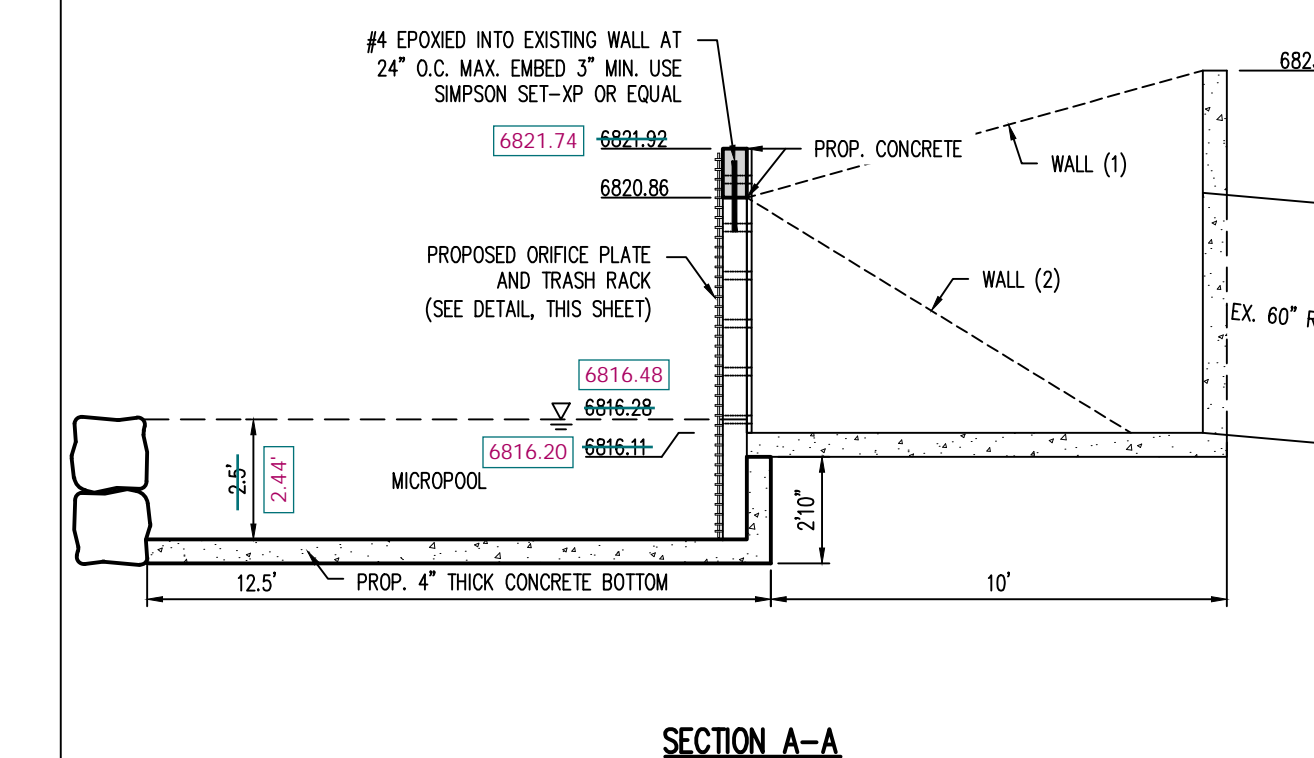 #4 EPOXIED INTO EXISTING WALL AT
24" O.C. MAX. EMBED 3" MIN. USE
SIMPSON SET-XP OR EQUAL
6821.74 6821.92
6820.86
PROP. CONCRETE
WALL (1)
WALL (2)
PROPOSED ORIFICE PLATE
AND TRASH RACK
(SEE DETAIL, THIS SHEET)
EX. 60"
6816.48
6816.28
6816.20 6816.11
2.5'
2.44'
MICROPOOL
2'10"
12.5'
PROP. 4" THICK CONCRETE BOTTOM
10'
SECTION A-A